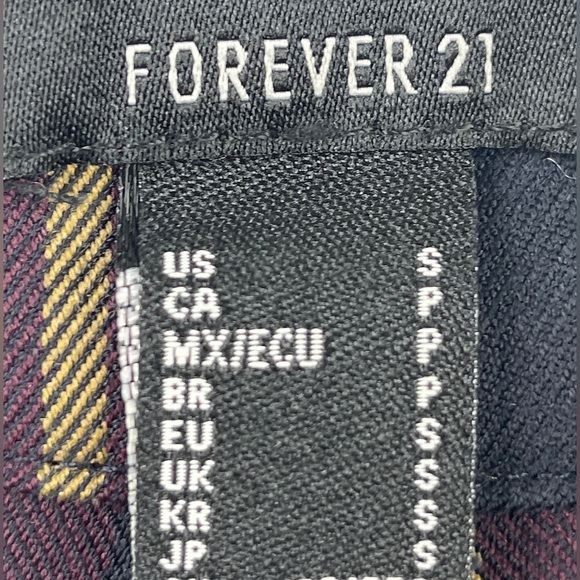 FOREVER 21
US S
CA P
MX/ECU P
BR P
EU S
UK S
KR S
JP S